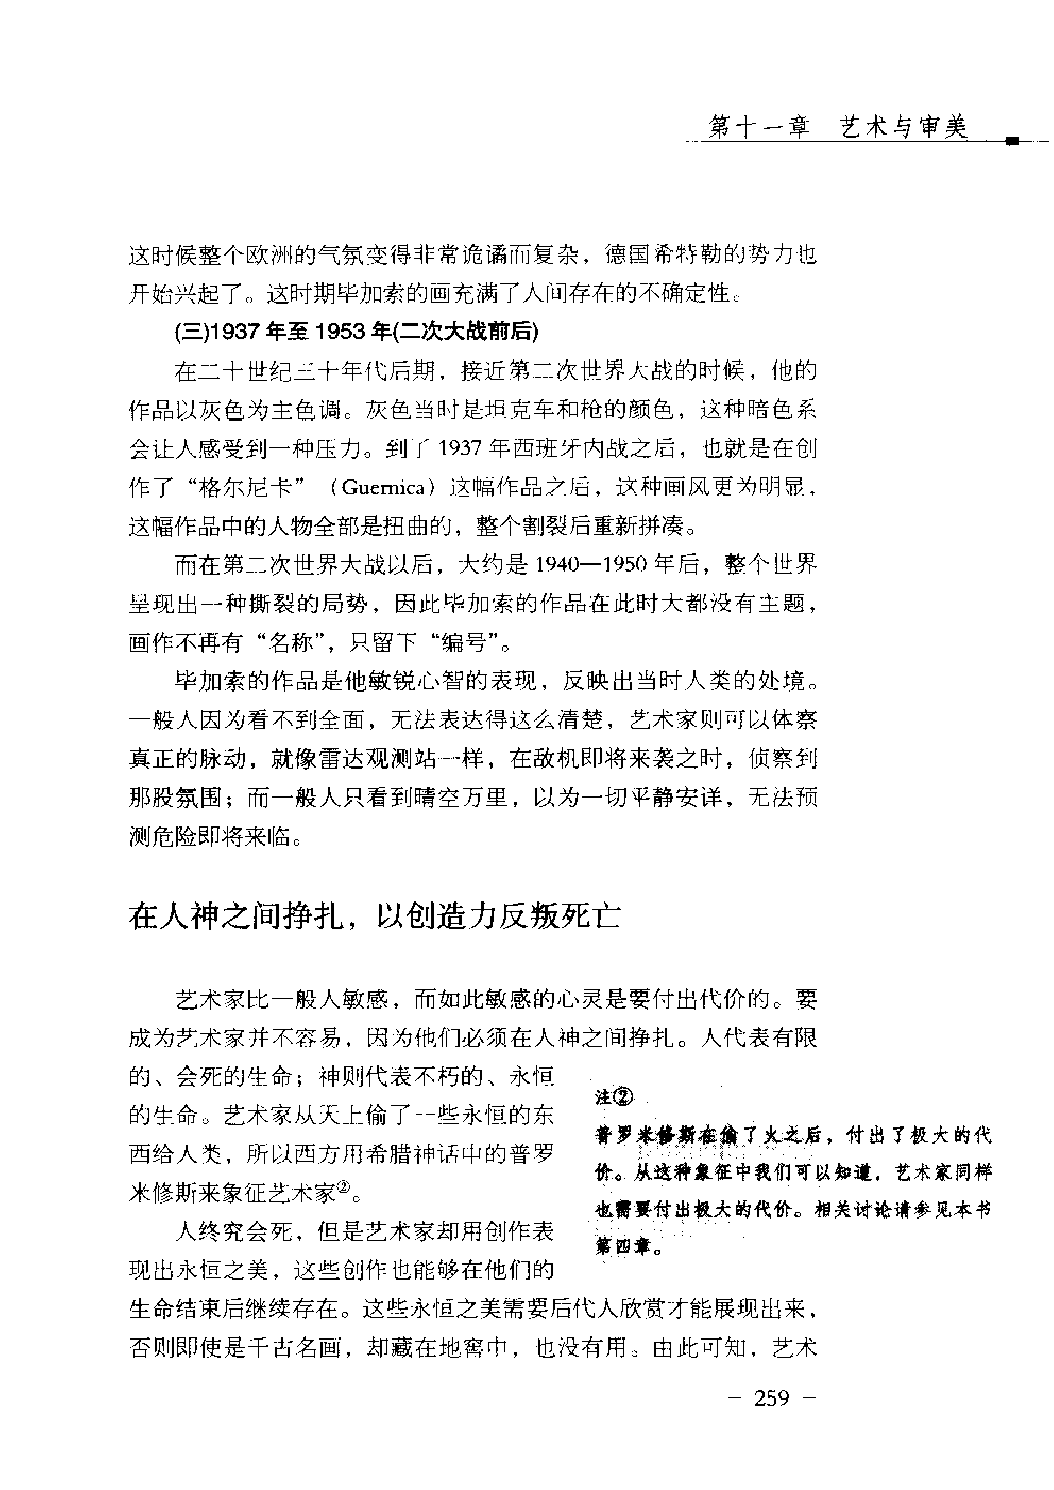 第十一章 艺术与审美
这时候整个欧洲的气氛变得非常诡谲而复杂，德国希特勒的势力也
开始兴起了。这时期毕加索的画充满了人间存在的不确定性。
(三)1937年至1953年(二次大战前后)
在二十世纪三十年代后期，接近第二次世界大战的时候，他的
作品以灰色为主色调。灰色当时是坦克车和枪的颜色，这种暗色系
会让人感受到一种压力。到了1937年西班牙内战之后，也就是在创
作了“格尔尼卡”（Guernica）这幅作品之后，这种画风更为明显，
这幅作品中的人物全部是扭曲的，整个割裂后重新拼凑。
而在第二次世界大战以后，大约是1940—1950年后，整个世界
呈现出一种撕裂的局势，因此毕加索的作品在此时大都没有主题，
画作不再有“名称”，只留下“编号”。
毕加索的作品是他敏锐心智的表现，反映出当时人类的处境。
一般人因为看不到全面，无法表达得这么清楚，艺术家则可以体察
真正的脉动，就像雷达观测站一样，在敌机即将来袭之时，侦察到
那股氛围；而一般人只看到晴空万里，以为一切平静安详，无法预
测危险即将来临。
在人神之间挣扎，以创造力反叛死亡
艺术家比一般人敏感，而如此敏感的心灵是要付出代价的。要
成为艺术家并不容易，因为他们必须在人神之间挣扎。人代表有限
的、会死的生命；神则代表不朽的、永恒
的生命。艺术家从天上偷了一些永恒的东
西给人类，所以西方用希腊神话中的普罗
米修斯来象征艺术家②。
人终究会死，但是艺术家却用创作表
现出永恒之美，这些创作也能够在他们的
生命结束后继续存在。这些永恒之美需要后代人欣赏才能展现出来，
否则即使是千古名画，却藏在地窖中，也没有用。由此可知，艺术
注②
普罗米修斯在偷了火之后，付出了极大的代
价。从这种象征中我们可以知道，艺术家同样
也需要付出极大的代价。相关讨论请参见本书
第四章。
－ 259 －